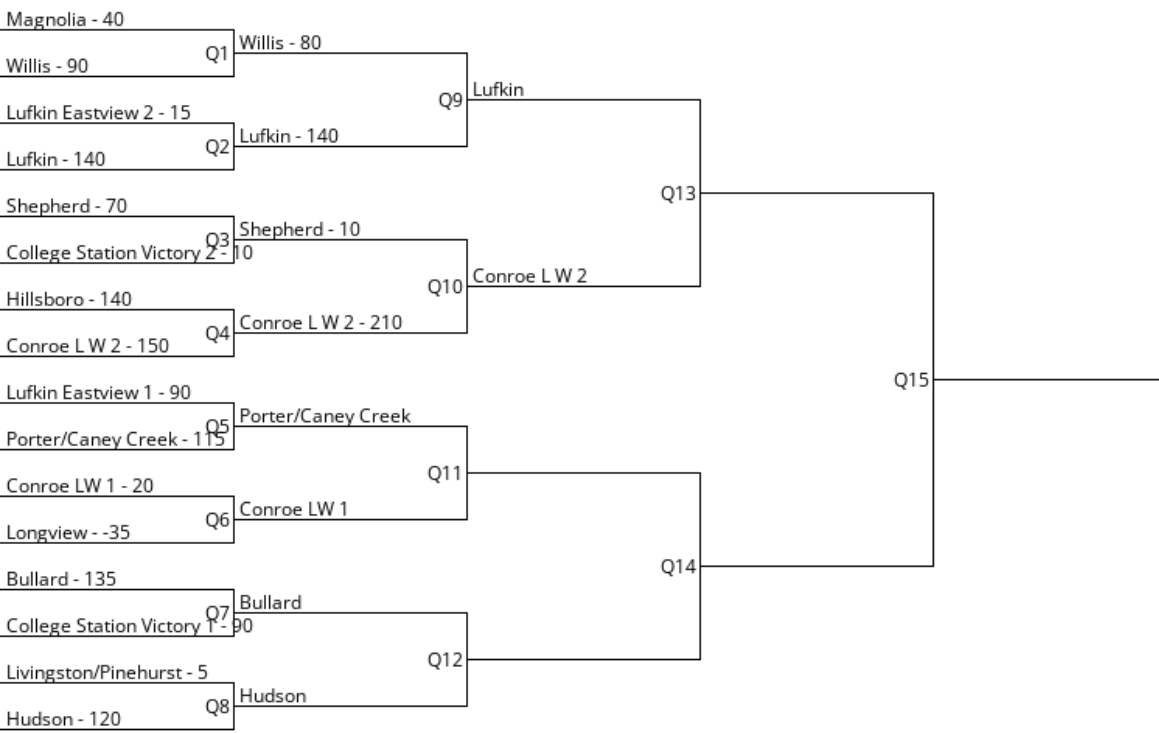 Magnolia - 40
Willis - 90
Q1
Willis - 80
Lufkin Eastview 2 - 15
Lufkin - 140
Q2
Lufkin - 140
Q9
Lufkin
Shepherd - 70
College Station Victory 2 - 10
Q3
Shepherd - 10
Hillsboro - 140
Conroe L W 2 - 150
Q4
Conroe L W 2 - 210
Q10
Conroe L W 2
Q13
Lufkin Eastview 1 - 90
Porter/Caney Creek - 115
Q5
Porter/Caney Creek
Conroe LW 1 - 20
Longview - -35
Q6
Conroe LW 1
Q11
Bullard - 135
College Station Victory 1 - 90
Q7
Bullard
Livingston/Pinehurst - 5
Hudson - 120
Q8
Hudson
Q12
Q14
Q15